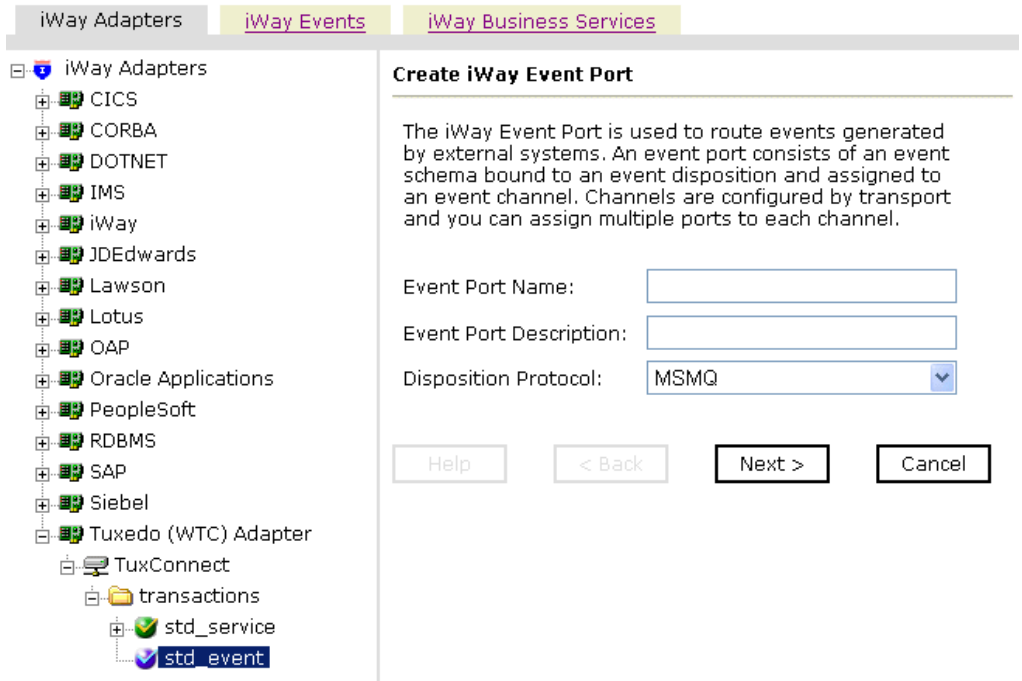 iWay Adapters
iWay Events
iWay Business Services
iWay Adapters
CICS
CORBA
DOTNET
IMS
iWay
JDEdwards
Lawson
Lotus
OAP
Oracle Applications
PeopleSoft
RDBMS
SAP
Siebel
Tuxedo (WTC) Adapter
TuxConnect
transactions
std_service
std_event
Create iWay Event Port
The iWay Event Port is used to route events generated
by external systems. An event port consists of an event
schema bound to an event disposition and assigned to
an event channel. Channels are configured by transport
and you can assign multiple ports to each channel.
Event Port Name:
Event Port Description:
Disposition Protocol:
MSMQ
Help
< Back
Next >
Cancel